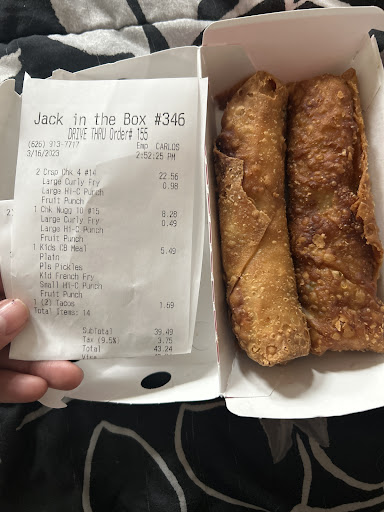 Jack in the Box #346
DRIVE THRU Order# 155
(626) 913-7717 Emp CARLOS
3/16/2023 2:52:25 PM
2 Crsp Chk 4 #14 22.56
Large Curly Fry 0.98
Large Hi-C Punch
Fruit Punch
1 Chk Nugg 10 #15 8.28
Large Curly Fry 0.49
Large Hi-C Punch
Fruit Punch
1 Kids CB Meal 5.49
Plain
Pls Pickles
Kid French Fry
Small Hi-C Punch
Fruit Punch
1 (2) Tacos 1.69
Total Items: 14
Subtotal 39.49
Tax (9.5% 3.75
Total 43.24
Visa